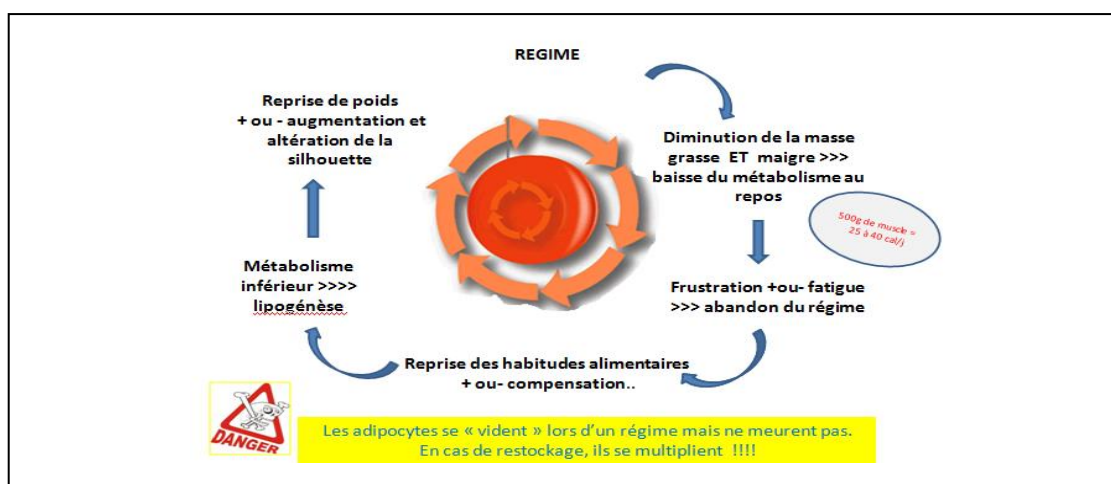 REGIME
Diminution de la masse
grasse ET maigre >>>
baisse du métabolisme au
repos
500g de muscle =
25 à 40 cal/j
Frustration +ou- fatigue
>>> abandon du régime
Reprise des habitudes alimentaires
+ ou- compensation..
Métabolisme
inférieur >>>>
lipogénèse
Reprise de poids
+ ou - augmentation et
altération de la
silhouette
DANGER
Les adipocytes se « vident » lors d'un régime mais ne meurent pas.
En cas de restockage, ils se multiplient !!!!